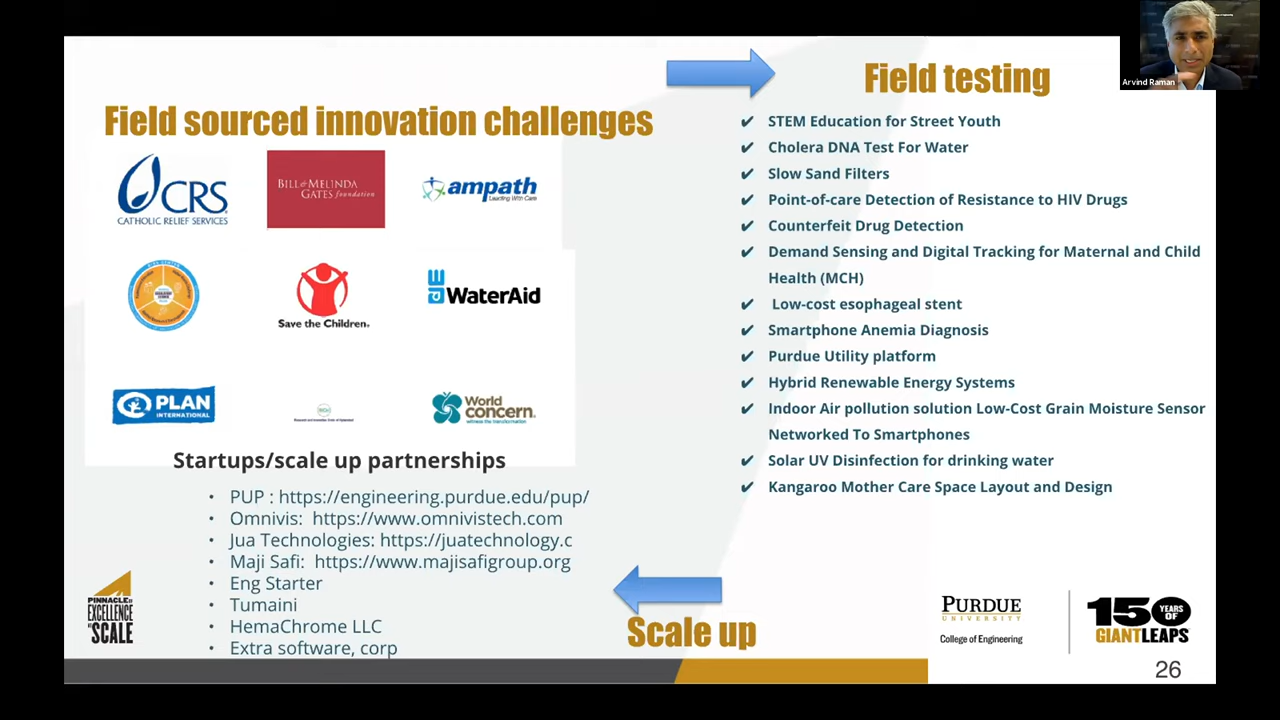 Arvind Raman
Field sourced innovation challenges
CRS
CATHOLIC RELIEF SERVICES
BILL & MELINDA
GATES foundation
ampath
Leading With Care
Save the Children®
WaterAid
PLAN
INTERNATIONAL
World
concern®
witness the transformation
Startups/scale up partnerships
• PUP : https://engineering.purdue.edu/pup/
• Omnivis: https://www.omnivistech.com
• Jua Technologies: https://juatechnology.c
• Maji Safi: https://www.majisafigroup.org
• Eng Starter
• Tumaini
• HemaChrome LLC
• Extra software, corp
Field testing
✔ STEM Education for Street Youth
✔ Cholera DNA Test For Water
✔ Slow Sand Filters
✔ Point-of-care Detection of Resistance to HIV Drugs
✔ Counterfeit Drug Detection
✔ Demand Sensing and Digital Tracking for Maternal and Child
Health (MCH)
✔ Low-cost esophageal stent
✔ Smartphone Anemia Diagnosis
✔ Purdue Utility platform
✔ Hybrid Renewable Energy Systems
✔ Indoor Air pollution solution Low-Cost Grain Moisture Sensor
Networked To Smartphones
✔ Solar UV Disinfection for drinking water
✔ Kangaroo Mother Care Space Layout and Design
Scale up
PINNACLE OF
EXCELLENCE
AT SCALE
PURDUE
UNIVERSITY
College of Engineering
150 YEARS OF
GIANT LEAPS
26